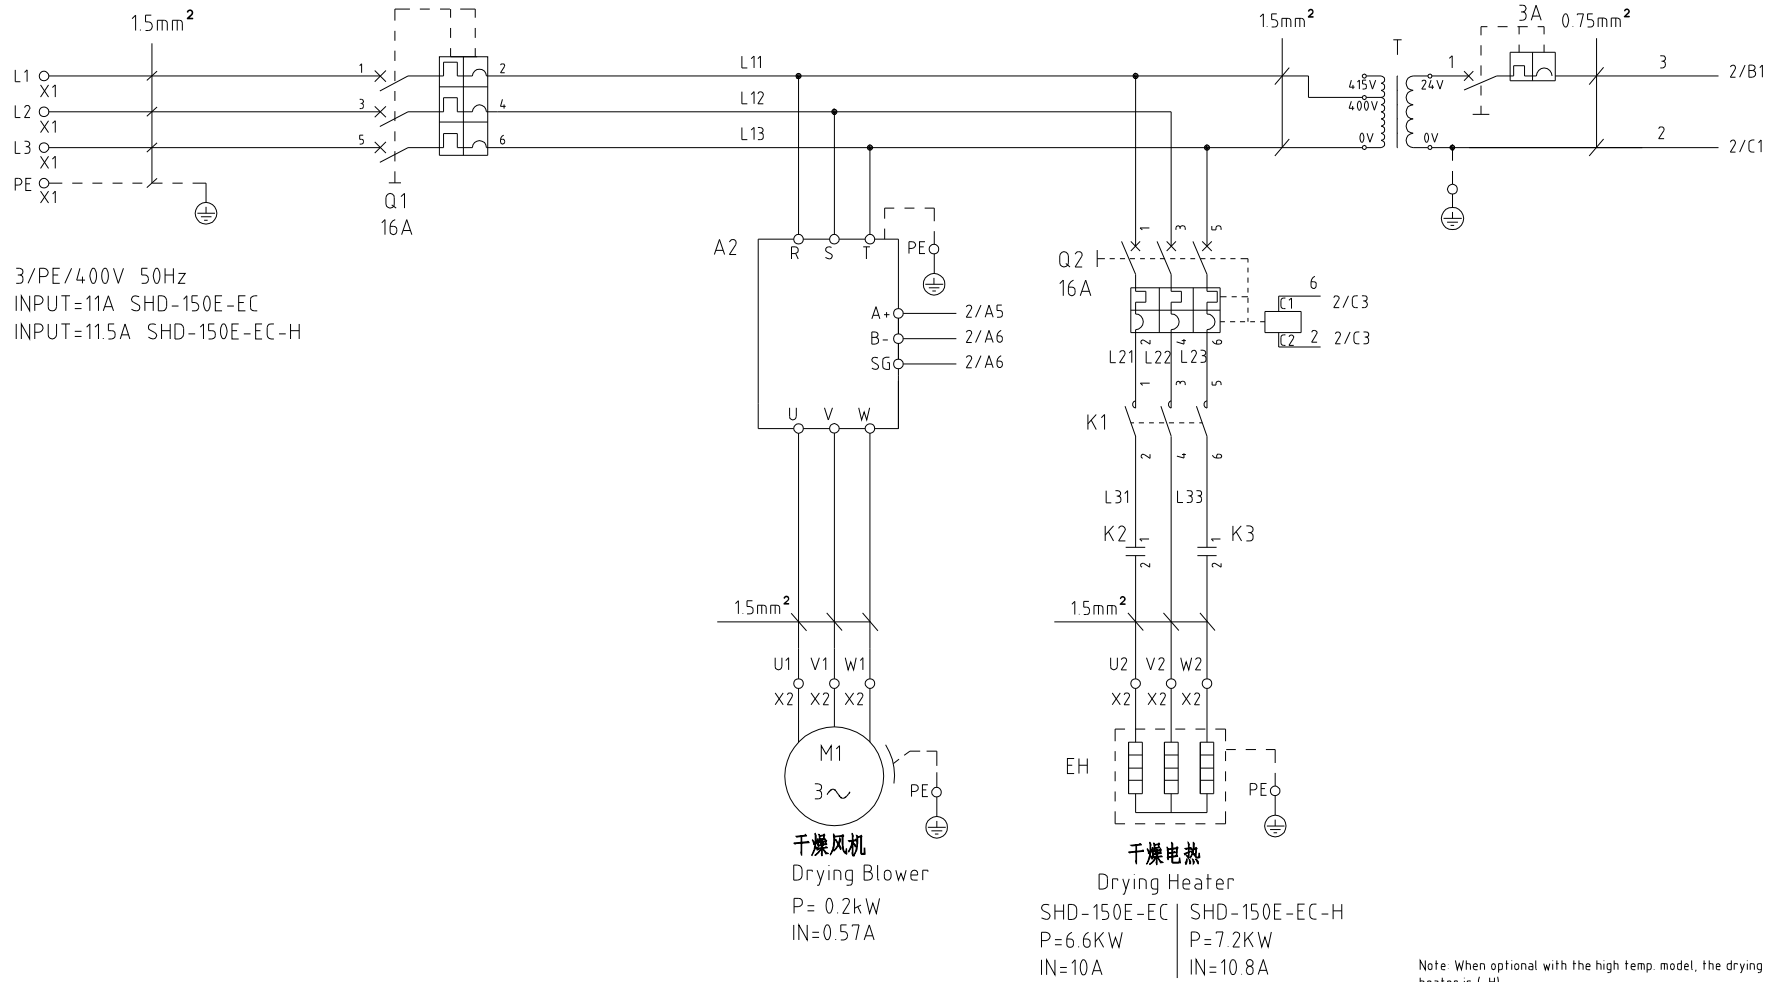 1.5mm²
1.5mm²
3A
0.75mm²
T
L1
X1
1
2
L11
415V
24V
1
3
2/B1
L2
X1
3
4
L12
400V
L3
X1
5
6
L13
0V
0V
2
2/C1
PE
X1
Q1
16A
A2
R
S
T
PE
1
3
5
Q2
16A
3/PE/400V 50Hz
INPUT=11A SHD-150E-EC
INPUT=11.5A SHD-150E-EC-H
A+
2/A5
B-
2/A6
SG
2/A6
6
C1
2/C3
C2
2
2/C3
2
4
6
L21
L22
L23
1
3
5
U
V
W
K1
2
4
6
L31
L33
K2
1
1
K3
2
2
1.5mm²
1.5mm²
U1
V1
W1
U2
V2
W2
X2
X2
X2
X2
X2
X2
M1
3~
PE
EH
PE
干燥风机
Drying Blower
P= 0.2kW
IN=0.57A
干燥电热
Drying Heater
SHD-150E-EC
SHD-150E-EC-H
P=6.6KW
P=7.2KW
IN=10A
IN=10.8A
Note: When optional with the high temp. model, the drying